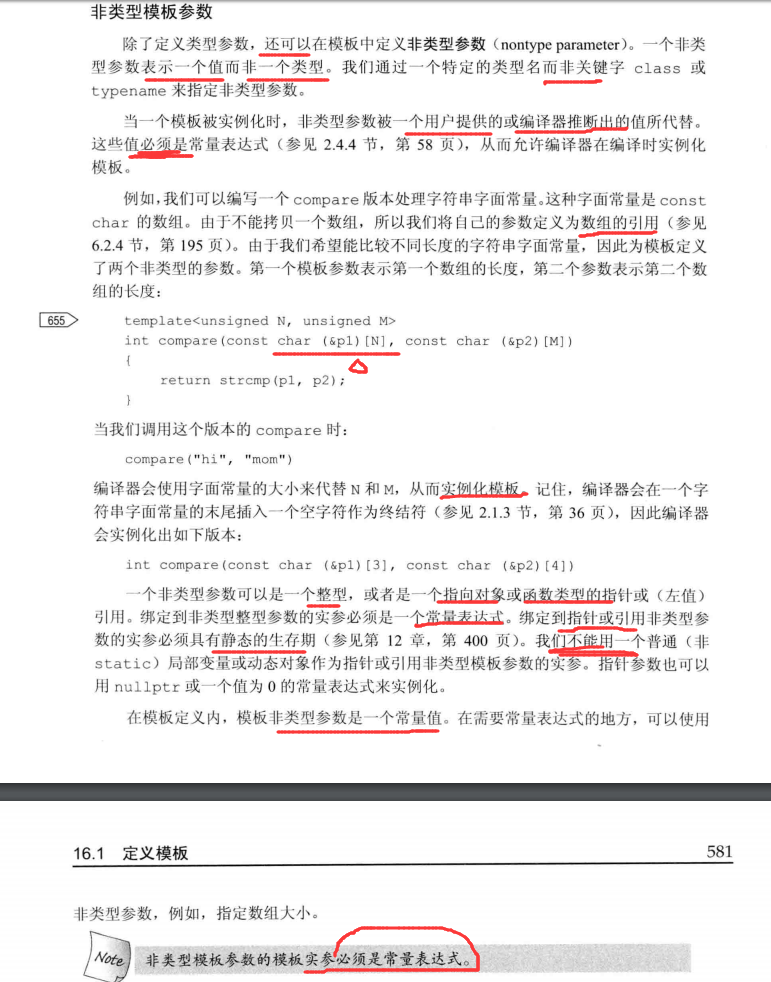 非类型模板参数
除了定义类型参数，还可以在模板中定义非类型参数（nontype parameter）。一个非类
型参数表示一个值而非一个类型。我们通过一个特定的类型名而非关键字 class 或
typename 来指定非类型参数。
当一个模板被实例化时，非类型参数被一个用户提供的或编译器推断出的值所代替。
这些值必须是常量表达式（参见 2.4.4 节，第 58 页），从而允许编译器在编译时实例化
模板。
例如，我们可以编写一个 compare 版本处理字符串字面常量。这种字面常量是 const
char 的数组。由于不能拷贝一个数组，所以我们将自己的参数定义为数组的引用（参见
6.2.4 节，第 195 页）。由于我们希望能比较不同长度的字符串字面常量，因此为模板定义
了两个非类型的参数。第一个模板参数表示第一个数组的长度，第二个参数表示第二个数
组的长度：
655
template<unsigned N, unsigned M>
int compare(const char (&p1)[N], const char (&p2)[M])
{
return strcmp(p1, p2);
}
当我们调用这个版本的 compare 时：
compare("hi", "mom")
编译器会使用字面常量的大小来代替 N 和 M，从而实例化模板。记住，编译器会在一个字
符串字面常量的末尾插入一个空字符作为终结符（参见 2.1.3 节，第 36 页），因此编译器
会实例化出如下版本：
int compare(const char (&p1)[3], const char (&p2)[4])
一个非类型参数可以是一个整型，或者是一个指向对象或函数类型的指针或（左值）
引用。绑定到非类型整型参数的实参必须是一个常量表达式。绑定到指针或引用非类型参
数的实参必须具有静态的生存期（参见第 12 章，第 400 页）。我们不能用一个普通（非
static）局部变量或动态对象作为指针或引用非类型模板参数的实参。指针参数也可以
用 nullptr 或一个值为 0 的常量表达式来实例化。
在模板定义内，模板非类型参数是一个常量值。在需要常量表达式的地方，可以使用
16.1 定义模板 581
非类型参数，例如，指定数组大小。
Note 非类型模板参数的模板实参必须是常量表达式。